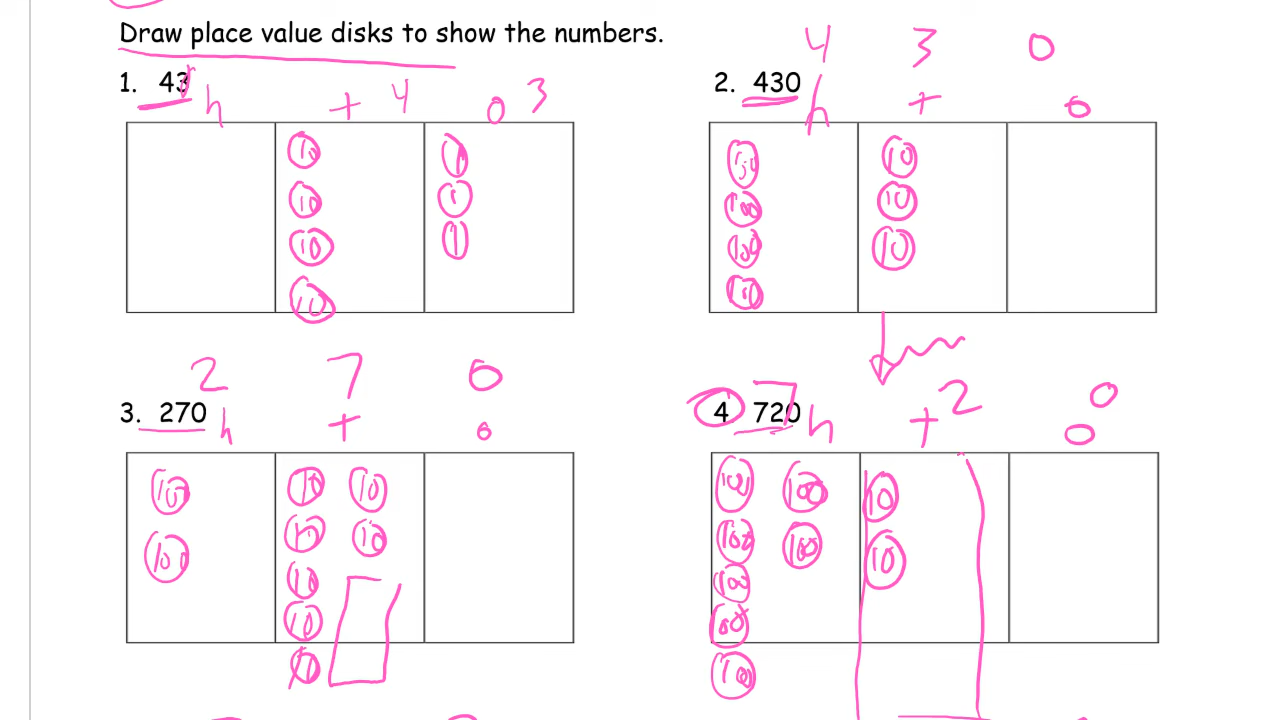 Draw place value disks to show the numbers.
4 3 0
1. 43
h t 4 o 3
2. 430
h t o
10 1
10 1
10 1
10
100 10
100 10
100 10
100
2 7 0
3. 270
h t o
7 2 0
4 720
h t o
100 10 10
100 10 10
10
10
10
100 100 10
100 100 10
100
100
100